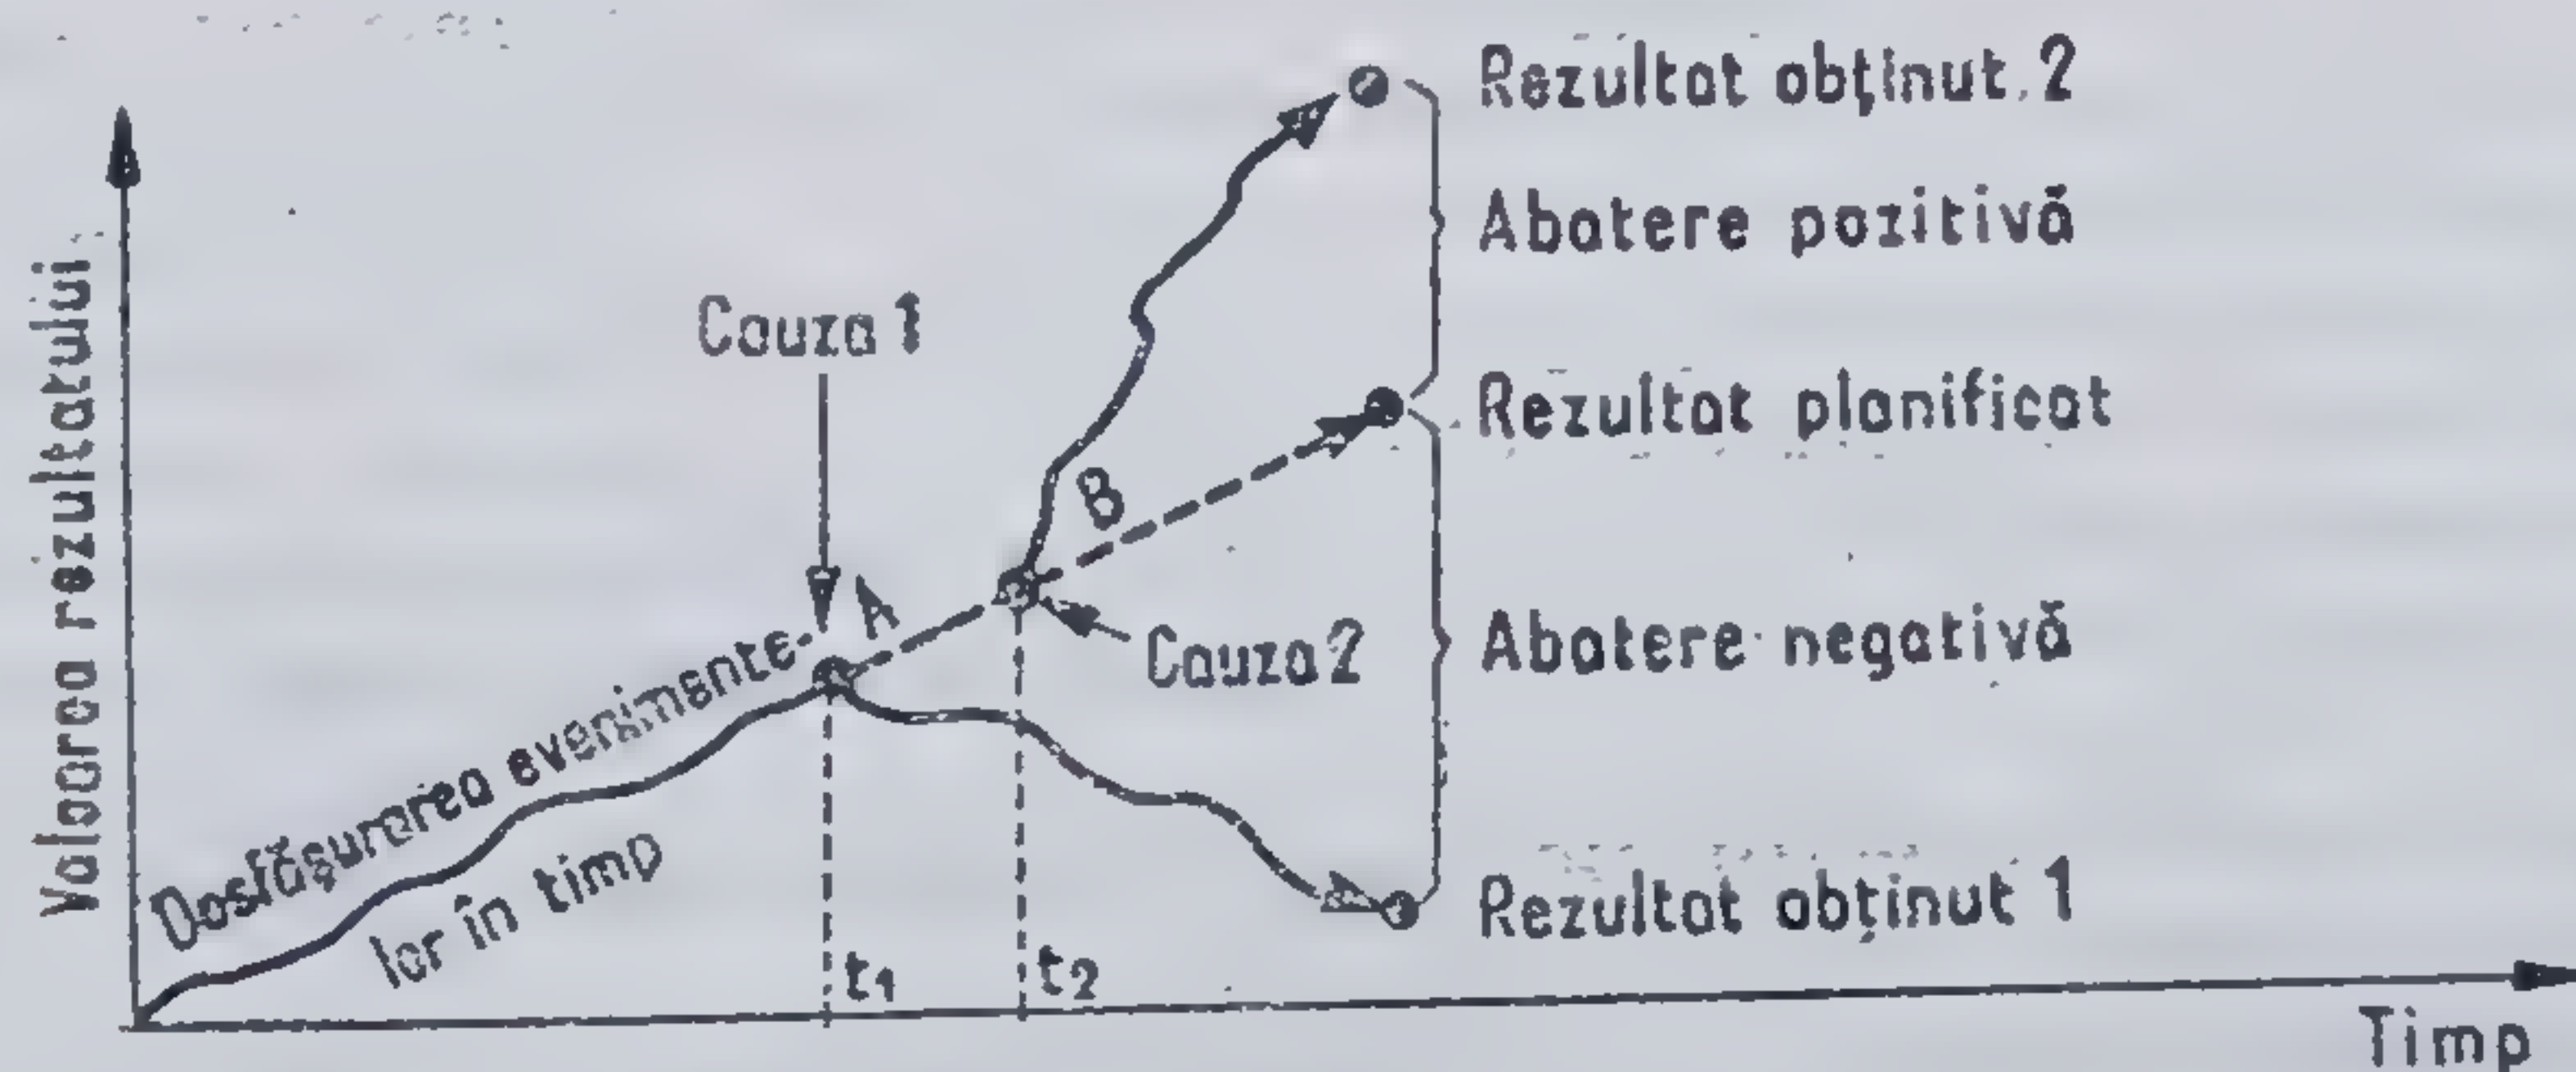 Rezultat obţinut 2
Abatere pozitivă
Rezultat planificat
Abatere negativă
Rezultat obţinut 1
Cauza 1
A
B
Cauza 2
Valoarea rezultatului
Desfăşurarea evenimente-
lor în timp
t1
t2
Timp